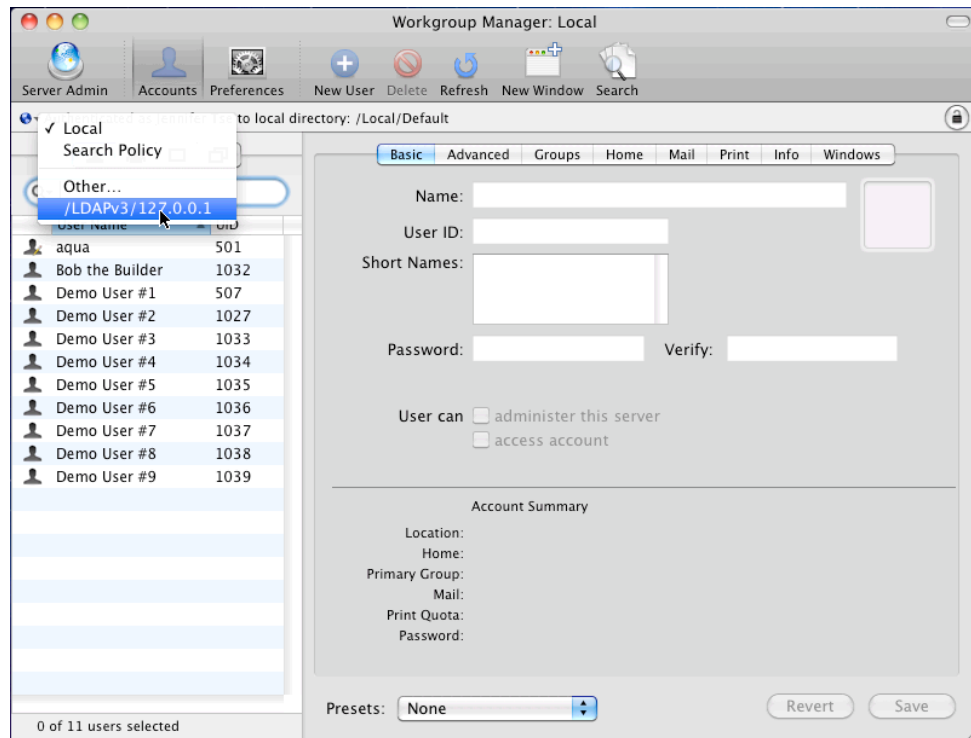 Workgroup Manager: Local
Server Admin Accounts Preferences New User Delete Refresh New Window Search
to local directory: /Local/Default
✓ Local
Search Policy
Other...
/LDAPv3/127.0.0.1
Basic Advanced Groups Home Mail Print Info Windows
User Name UID
aqua 501
Bob the Builder 1032
Demo User #1 507
Demo User #2 1027
Demo User #3 1033
Demo User #4 1034
Demo User #5 1035
Demo User #6 1036
Demo User #7 1037
Demo User #8 1038
Demo User #9 1039
0 of 11 users selected
Name:
User ID:
Short Names:
Password: Verify:
User can administer this server
access account
Account Summary
Location:
Home:
Primary Group:
Mail:
Print Quota:
Password:
Presets: None Revert Save